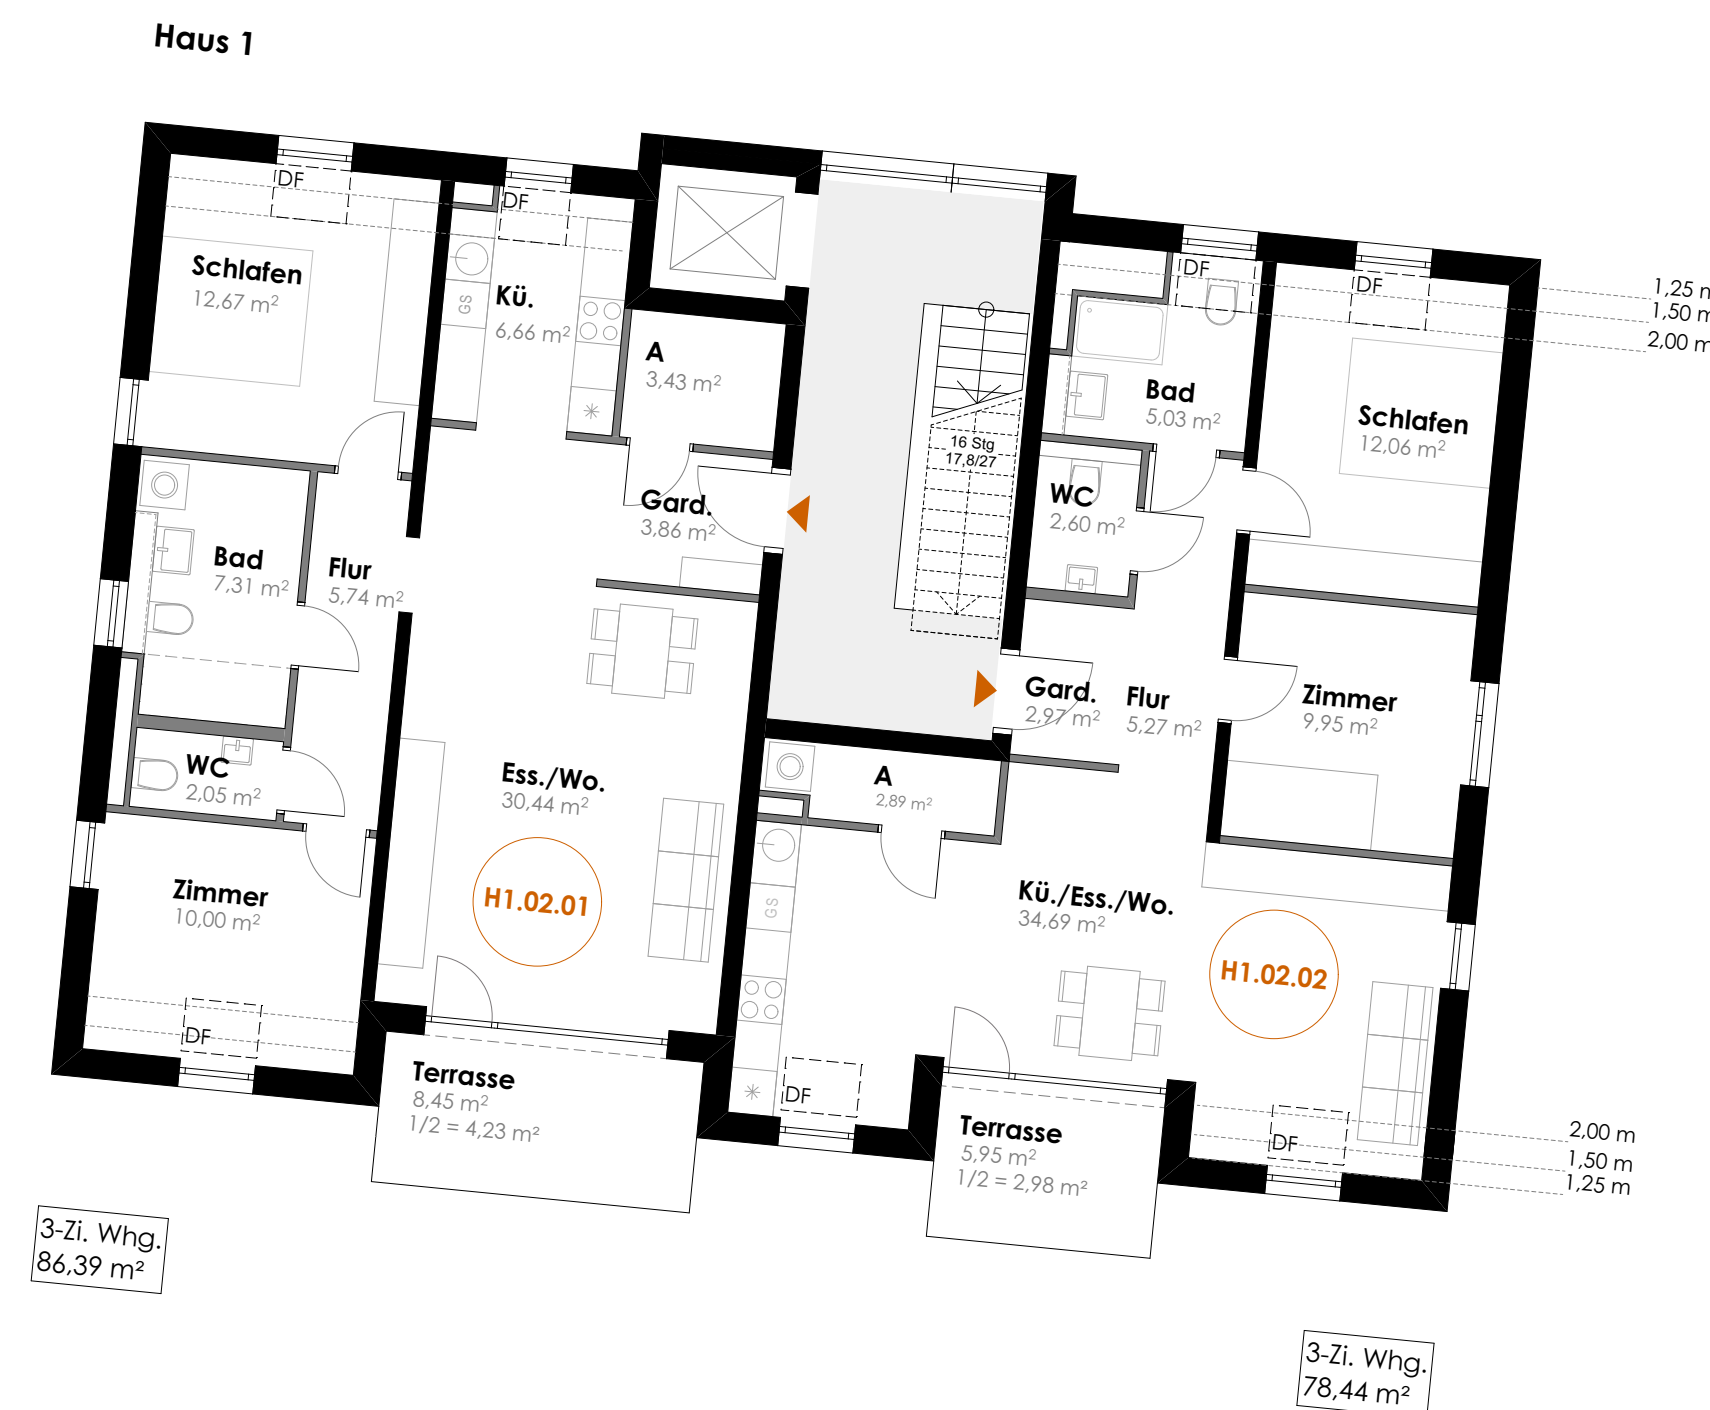 Haus 1
DF
DF
Schlafen
12,67 m²
GS
Kü.
6,66 m²
A
3,43 m²
Gard.
3,86 m²
Bad
7,31 m²
Flur
5,74 m²
WC
2,05 m²
Zimmer
10,00 m²
DF
Ess./Wo.
30,44 m²
H1.02.01
Terrasse
8,45 m²
1/2 = 4,23 m²
3-Zi. Whg.
86,39 m²
16 Stg
17,8/27
DF
DF
1,25 m
1,50 m
2,00 m
Bad
5,03 m²
Schlafen
12,06 m²
WC
2,60 m²
Gard.
2,97 m²
Flur
5,27 m²
Zimmer
9,95 m²
A
2,89 m²
GS
Kü./Ess./Wo.
34,69 m²
H1.02.02
DF
Terrasse
5,95 m²
1/2 = 2,98 m²
DF
2,00 m
1,50 m
1,25 m
3-Zi. Whg.
78,44 m²